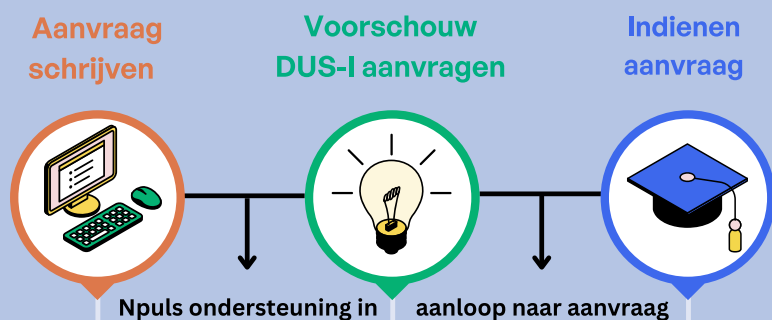 Aanvraag
schrijven
Voorschouw
DUS-I aanvragen
Indienen
aanvraag
Npuls ondersteuning in aanloop naar aanvraag